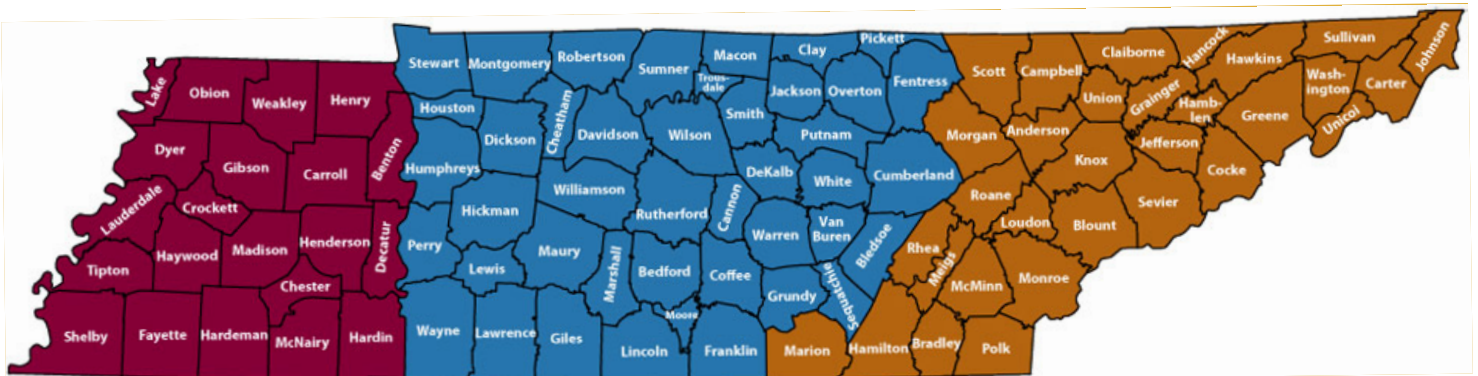 Lake
Obion
Weakley
Henry
Dyer
Gibson
Carroll
Benton
Lauderdale
Crockett
Tipton
Haywood
Madison
Henderson
Decatur
Chester
Shelby
Fayette
Hardeman
McNairy
Hardin
Stewart
Montgomery
Robertson
Sumner
Macon
Trous-
dale
Clay
Pickett
Fentress
Jackson
Overton
Houston
Dickson
Cheatham
Davidson
Wilson
Smith
Putnam
Humphreys
Williamson
DeKalb
White
Cumberland
Hickman
Rutherford
Cannon
Warren
Van
Buren
Bledsoe
Perry
Lewis
Maury
Marshall
Bedford
Coffee
Grundy
Sequatchie
Moore
Wayne
Lawrence
Giles
Lincoln
Franklin
Marion
Hamilton
Bradley
Polk
Scott
Campbell
Claiborne
Hancock
Hawkins
Sullivan
Johnson
Union
Grainger
Hamb-
len
Wash-
ington
Carter
Greene
Unicoi
Morgan
Anderson
Knox
Jefferson
Cocke
Roane
Loudon
Blount
Sevier
Rhea
Meigs
McMinn
Monroe